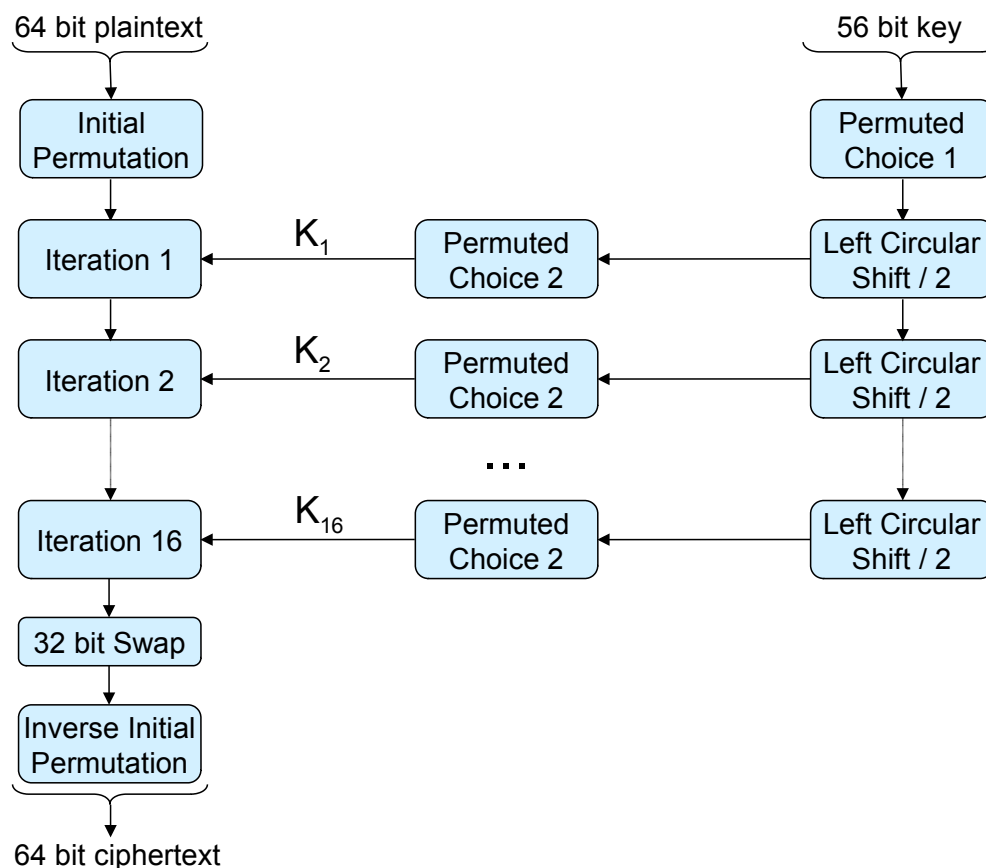 64 bit plaintext
56 bit key
Initial
Permutation
Permuted
Choice 1
Iteration 1
K₁
Permuted
Choice 2
Left Circular
Shift / 2
Iteration 2
K₂
Permuted
Choice 2
Left Circular
Shift / 2
...
Iteration 16
K₁₆
Permuted
Choice 2
Left Circular
Shift / 2
32 bit Swap
Inverse Initial
Permutation
64 bit ciphertext